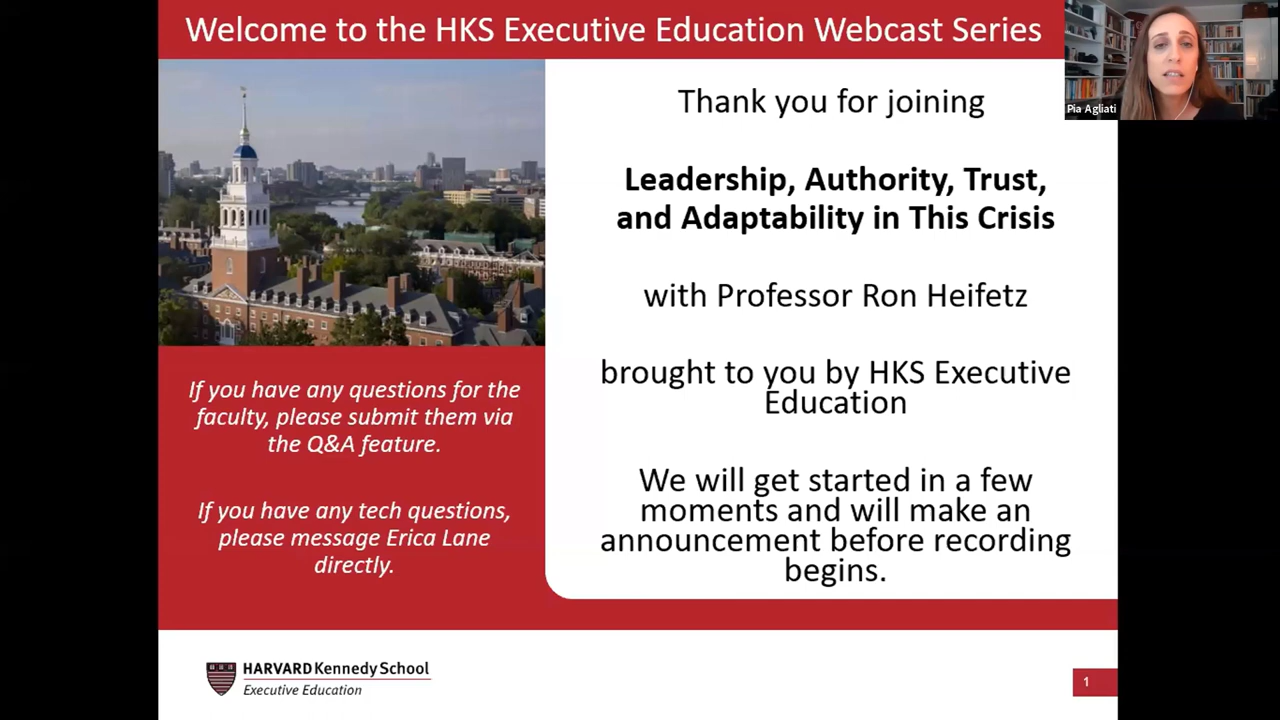 Welcome to the HKS Executive Education Webcast Series
Pia Agliati
Thank you for joining
Leadership, Authority, Trust,
and Adaptability in This Crisis
with Professor Ron Heifetz
brought to you by HKS Executive
Education
We will get started in a few
moments and will make an
announcement before recording
begins.
If you have any questions for the
faculty, please submit them via
the Q&A feature.
If you have any tech questions,
please message Erica Lane
directly.
HARVARD Kennedy School
Executive Education
1